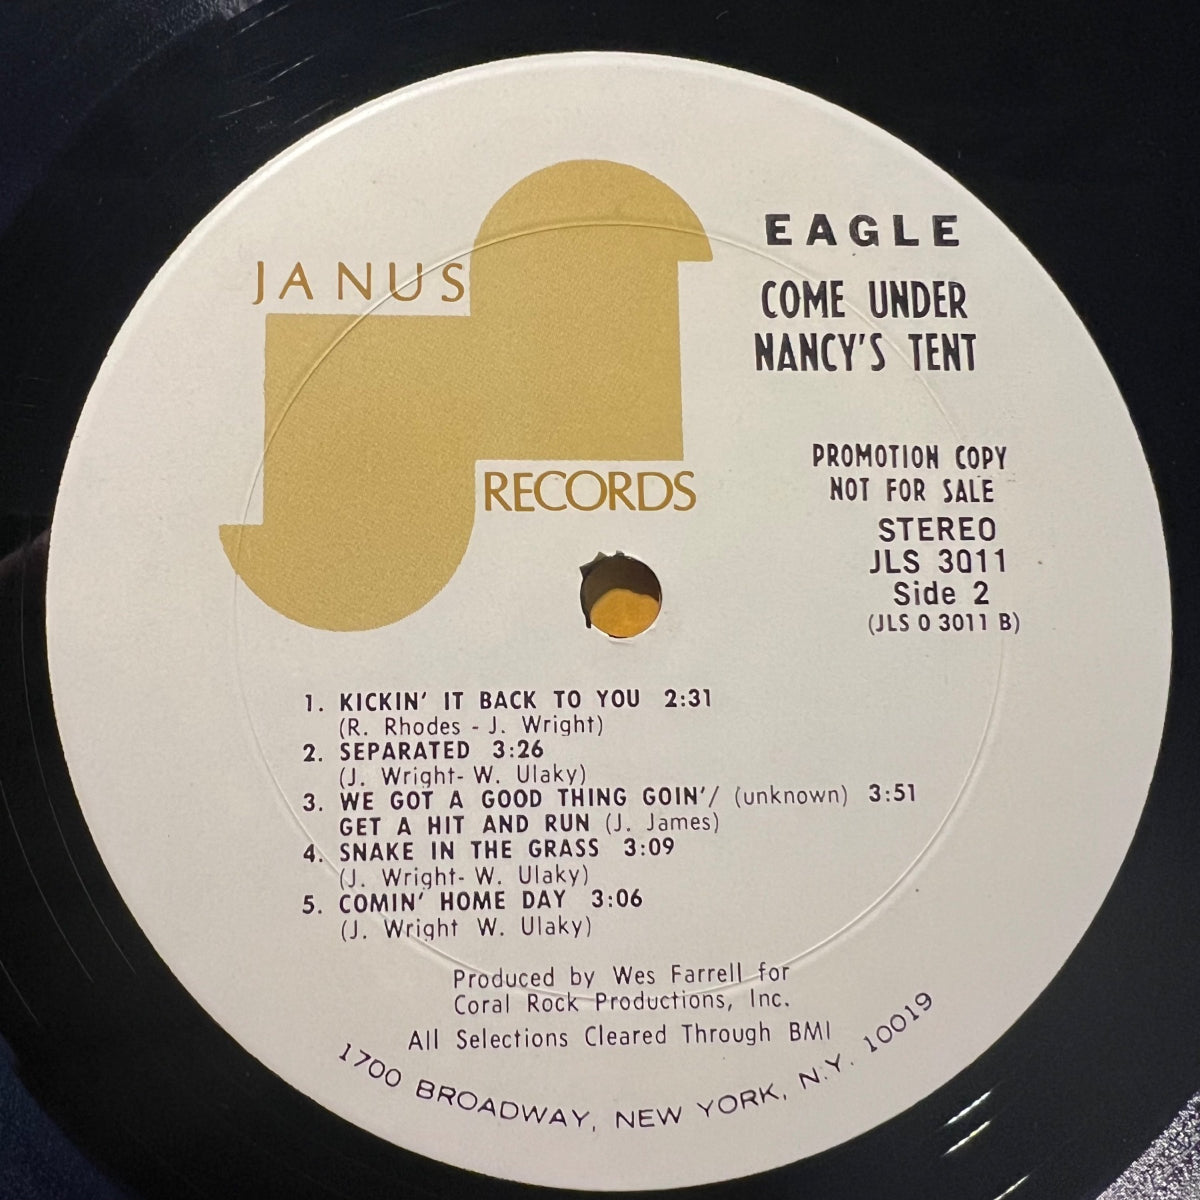 JANUS
RECORDS
EAGLE
COME UNDER
NANCY'S TENT
PROMOTION COPY
NOT FOR SALE
STEREO
JLS 3011
Side 2
(JLS 0 3011 B)
1. KICKIN' IT BACK TO YOU 2:31
(R. Rhodes - J. Wright)
2. SEPARATED 3:26
(J. Wright- W. Ulaky)
3. WE GOT A GOOD THING GOIN'/ (unknown) 3:51
GET A HIT AND RUN (J. James)
4. SNAKE IN THE GRASS 3:09
(J. Wright- W. Ulaky)
5. COMIN' HOME DAY 3:06
(J. Wright W. Ulaky)
Produced by Wes Farrell for
Coral Rock Productions, Inc.
All Selections Cleared Through BMI
1700 BROADWAY, NEW YORK, N.Y. 10019